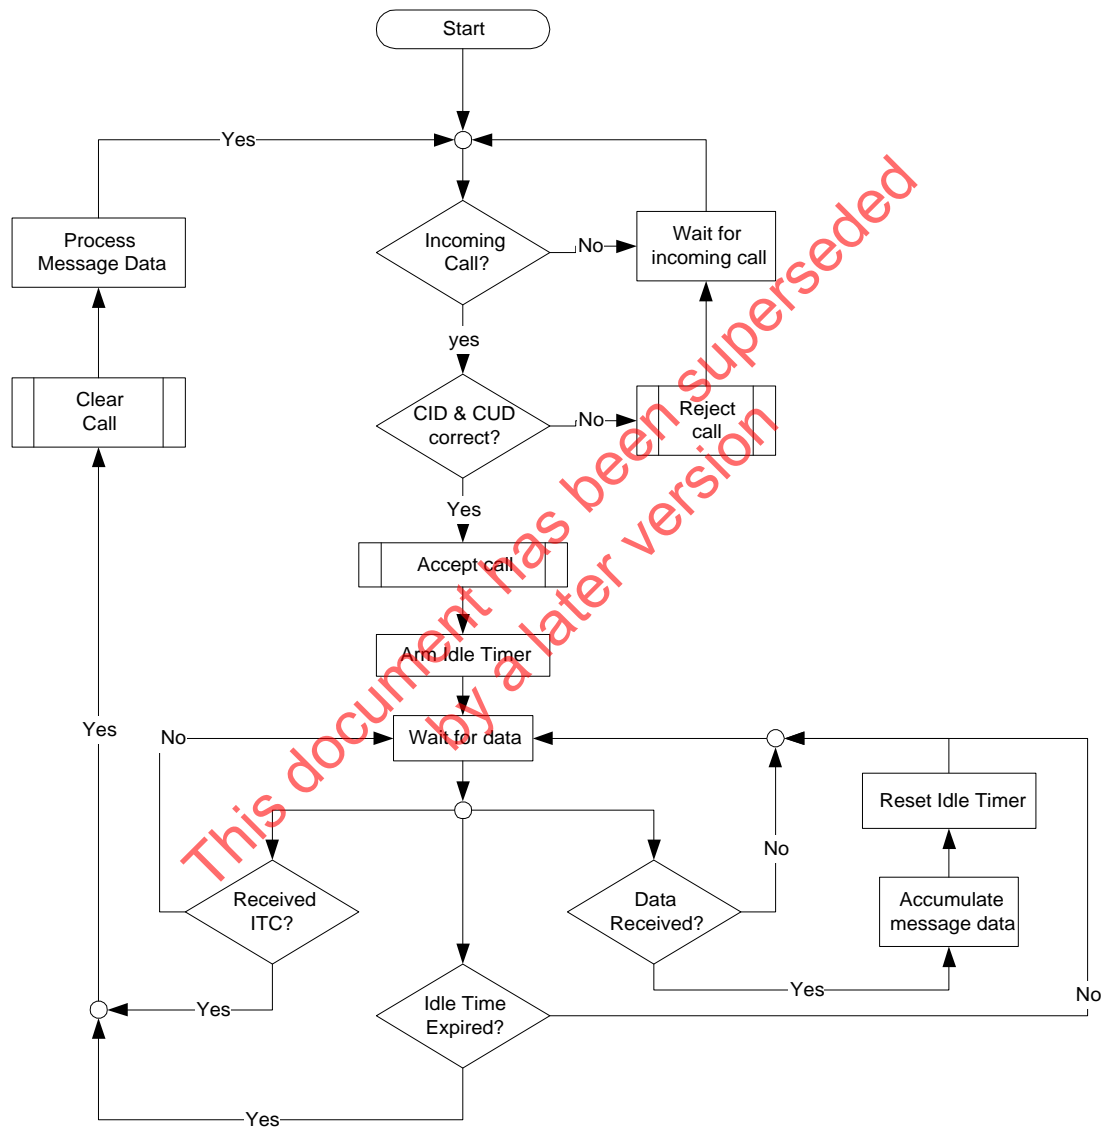 Start
Yes
Process
Message Data
Incoming
Call?
No
Wait for
incoming call
yes
Clear
Call
CID & CUD
correct?
No
Reject
call
Yes
Accept call
Arm Idle Timer
Yes
No
Wait for data
Reset Idle Timer
No
Received
ITC?
Data
Received?
Accumulate
message data
Yes
Idle Time
Expired?
Yes
No
Yes
This document has been superseded
by a later version